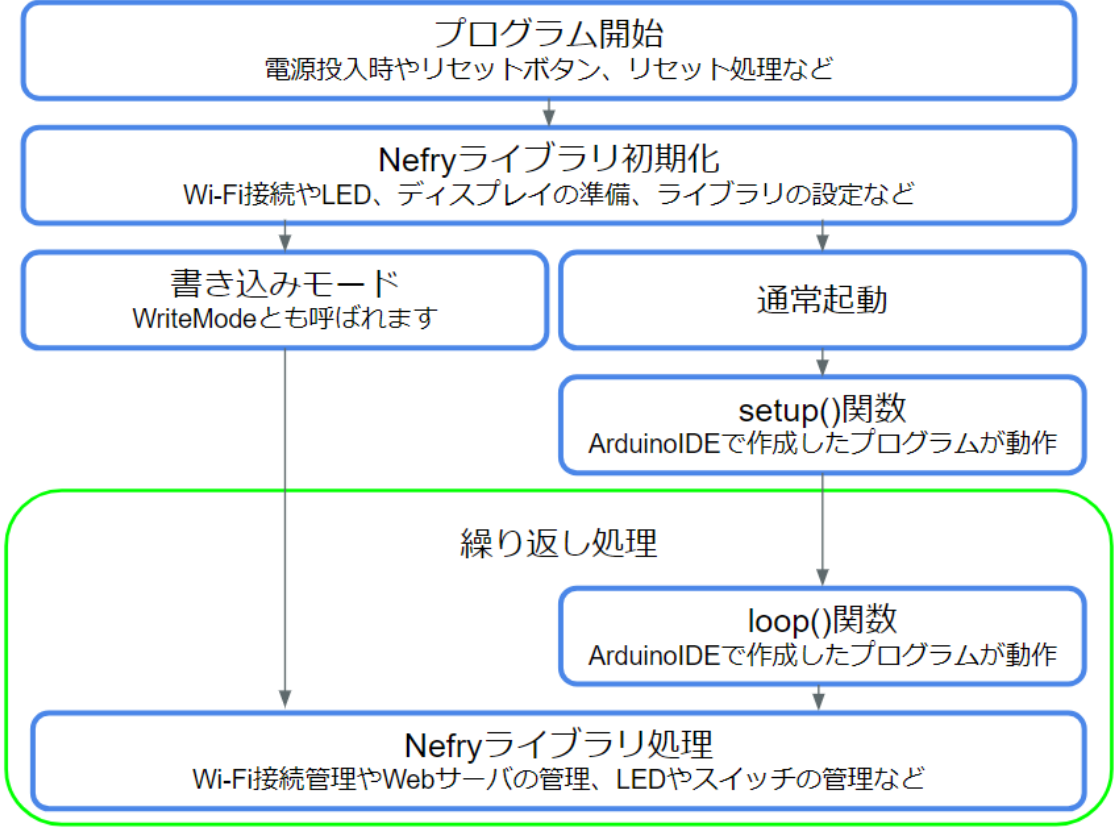 プログラム開始
電源投入時やリセットボタン、リセット処理など
Nefryライブラリ初期化
Wi-Fi接続やLED、ディスプレイの準備、ライブラリの設定など
書き込みモード
WriteModeとも呼ばれます
通常起動
setup()関数
ArduinoIDEで作成したプログラムが動作
繰り返し処理
loop()関数
ArduinoIDEで作成したプログラムが動作
Nefryライブラリ処理
Wi-Fi接続管理やWebサーバの管理、LEDやスイッチの管理など